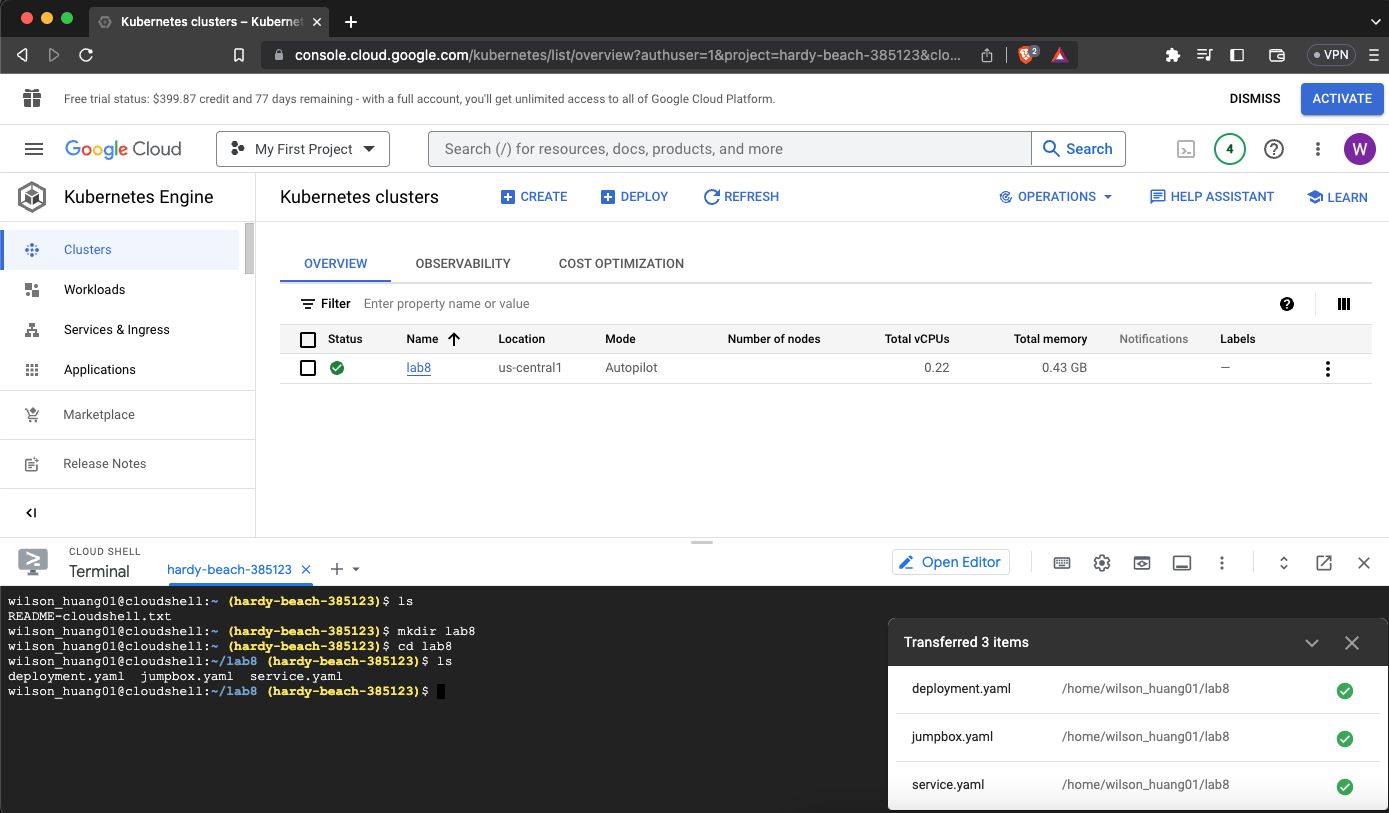 Kubernetes clusters – Kubernet
console.cloud.google.com/kubernetes/list/overview?authuser=1&project=hardy-beach-385123&clo...
2
VPN
Free trial status: $399.87 credit and 77 days remaining - with a full account, you'll get unlimited access to all of Google Cloud Platform.
DISMISS
ACTIVATE
Google Cloud
My First Project
Search (/) for resources, docs, products, and more
Search
4
W
Kubernetes Engine
Kubernetes clusters
CREATE
DEPLOY
REFRESH
OPERATIONS
HELP ASSISTANT
LEARN
Clusters
Workloads
Services & Ingress
Applications
Marketplace
Release Notes
OVERVIEW
OBSERVABILITY
COST OPTIMIZATION
Filter Enter property name or value
Status Name Location Mode Number of nodes Total vCPUs Total memory Notifications Labels
lab8 us-central1 Autopilot 0.22 0.43 GB —
CLOUD SHELL
Terminal
hardy-beach-385123
Open Editor
wilson_huang01@cloudshell:~ (hardy-beach-385123)$ ls
README-cloudshell.txt
wilson_huang01@cloudshell:~ (hardy-beach-385123)$ mkdir lab8
wilson_huang01@cloudshell:~ (hardy-beach-385123)$ cd lab8
wilson_huang01@cloudshell:~/lab8 (hardy-beach-385123)$ ls
deployment.yaml jumpbox.yaml service.yaml
wilson_huang01@cloudshell:~/lab8 (hardy-beach-385123)$
Transferred 3 items
deployment.yaml /home/wilson_huang01/lab8
jumpbox.yaml /home/wilson_huang01/lab8
service.yaml /home/wilson_huang01/lab8